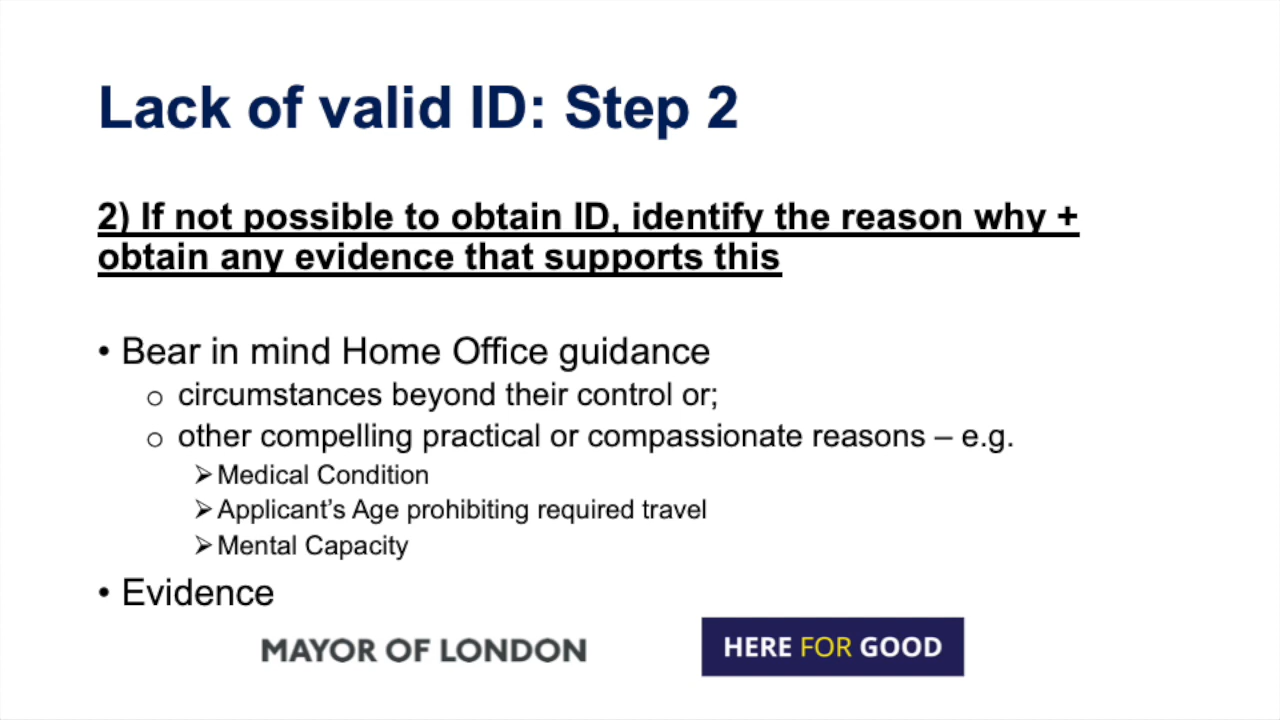 Lack of valid ID: Step 2
2) If not possible to obtain ID, identify the reason why +
obtain any evidence that supports this
• Bear in mind Home Office guidance
o circumstances beyond their control or;
o other compelling practical or compassionate reasons – e.g.
➢Medical Condition
➢Applicant’s Age prohibiting required travel
➢Mental Capacity
• Evidence
MAYOR OF LONDON
HERE FOR GOOD